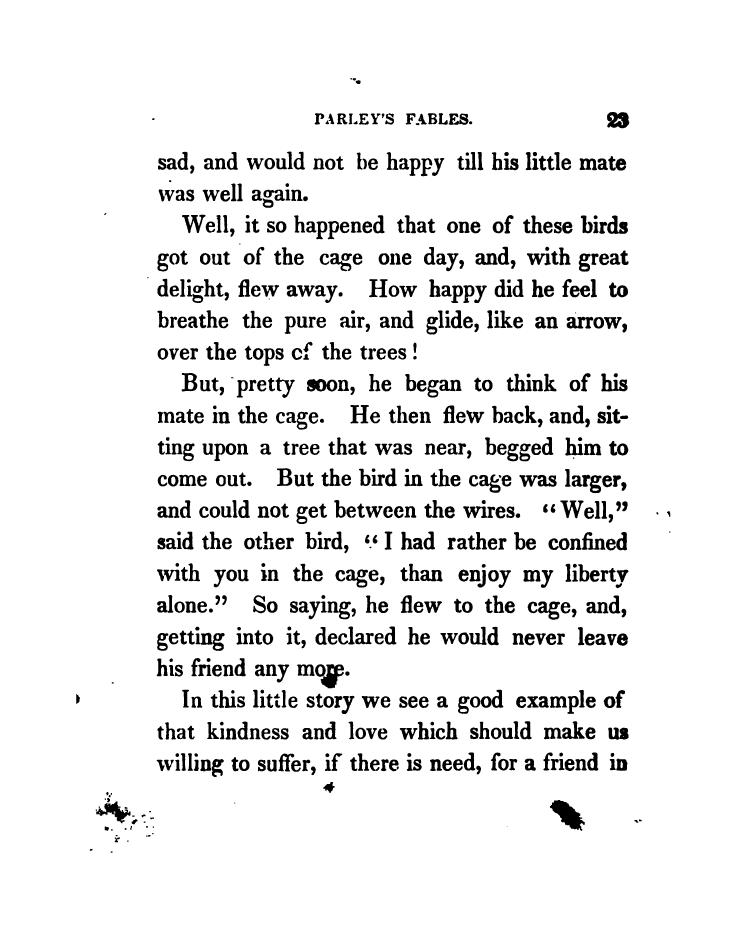 PARLEY'S FABLES. 23
sad, and would not be happy till his little mate
was well again.
Well, it so happened that one of these birds
got out of the cage one day, and, with great
delight, flew away. How happy did he feel to
breathe the pure air, and glide, like an arrow,
over the tops of the trees!
But, pretty soon, he began to think of his
mate in the cage. He then flew back, and, sit-
ting upon a tree that was near, begged him to
come out. But the bird in the cage was larger,
and could not get between the wires. “Well,”
said the other bird, “I had rather be confined
with you in the cage, than enjoy my liberty
alone.” So saying, he flew to the cage, and,
getting into it, declared he would never leave
his friend any more.
In this little story we see a good example of
that kindness and love which should make us
willing to suffer, if there is need, for a friend in